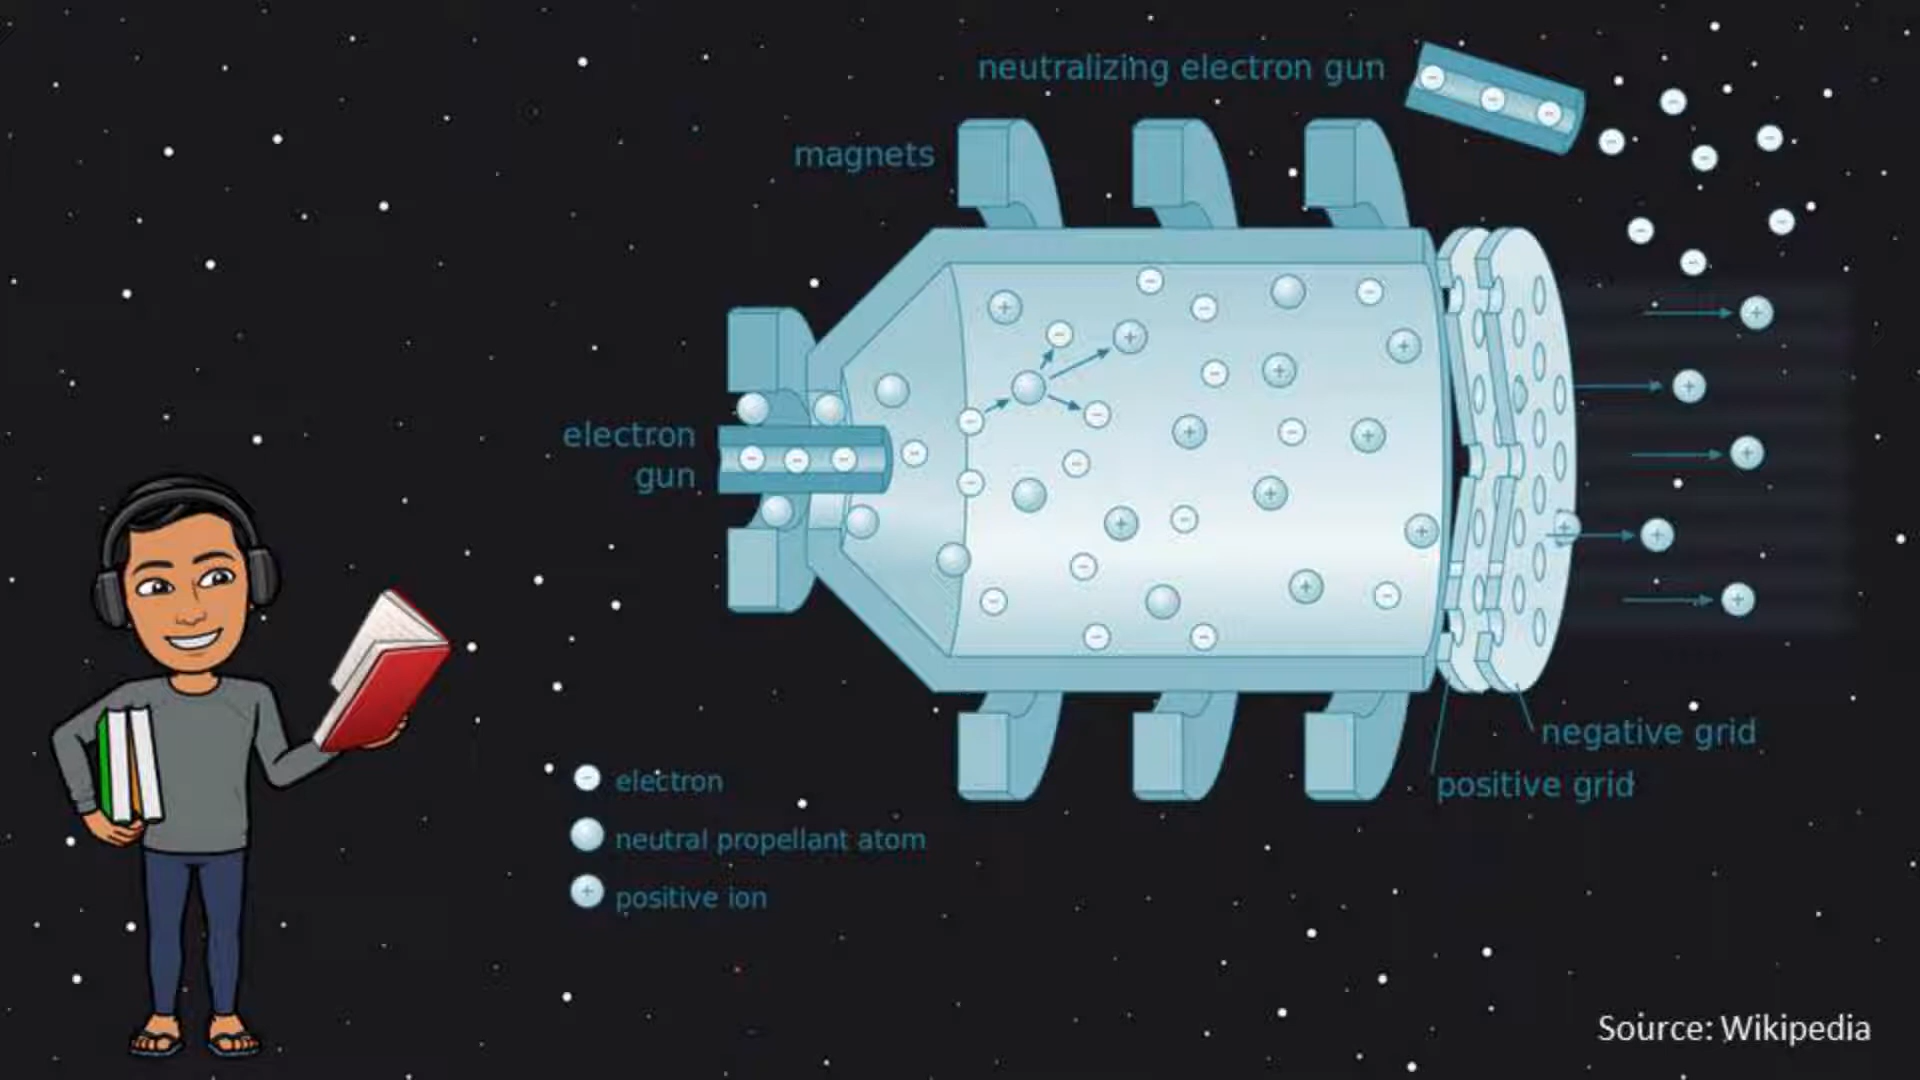 neutralizing electron gun
magnets
electron
gun
negative grid
positive grid
electron
neutral propellant atom
positive ion
Source: Wikipedia